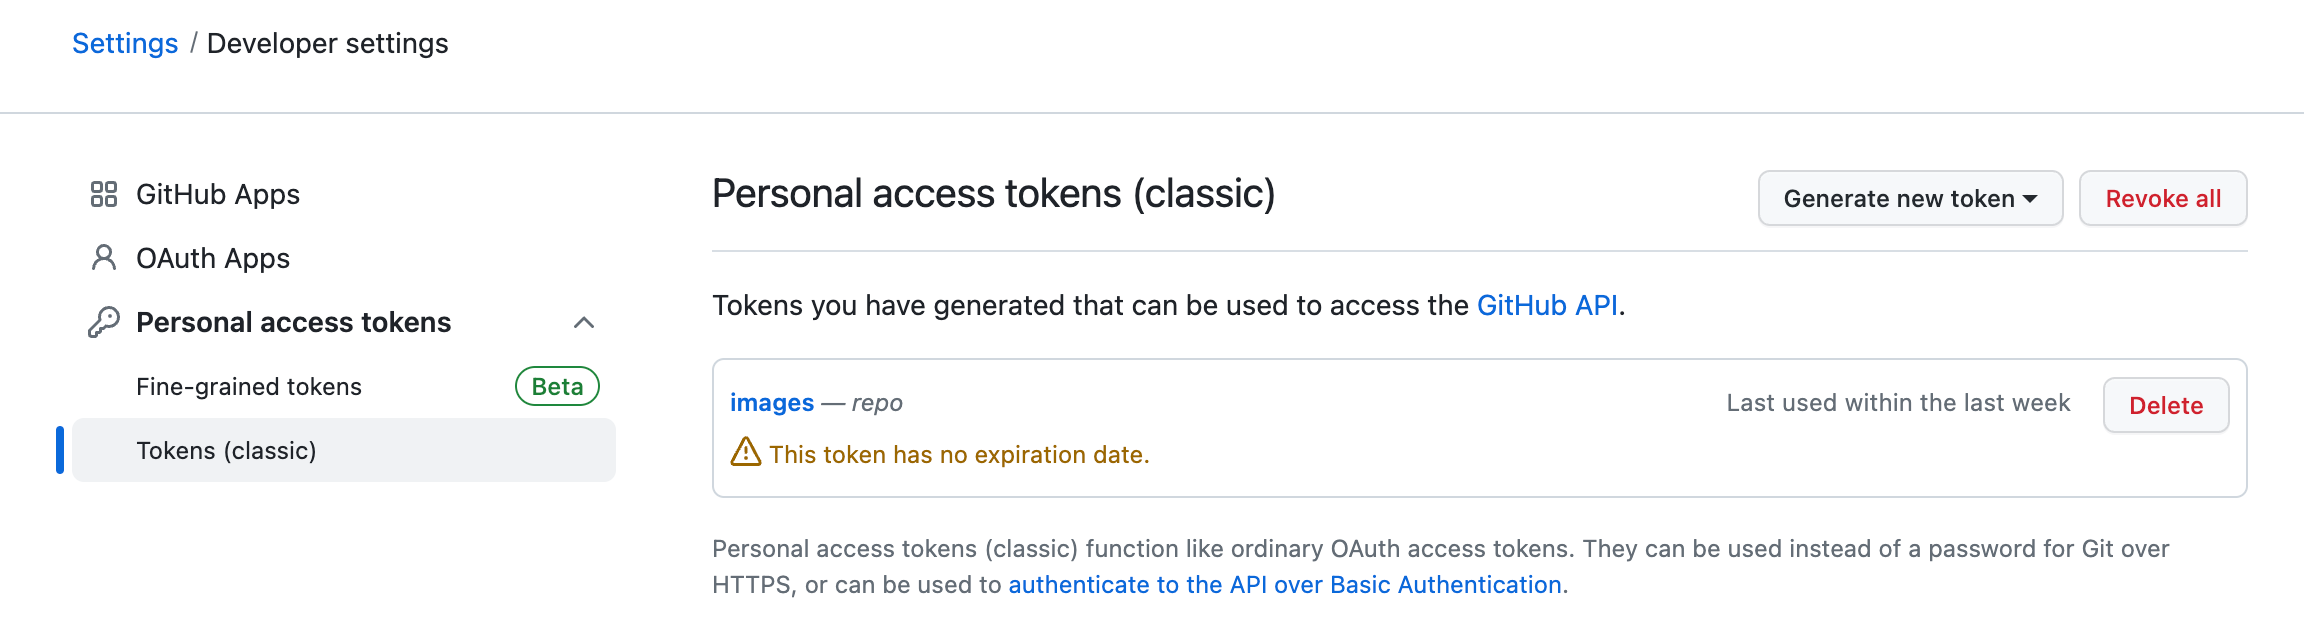 Settings / Developer settings
GitHub Apps
OAuth Apps
Personal access tokens
Fine-grained tokens Beta
Tokens (classic)
Personal access tokens (classic)
Generate new token
Revoke all
Tokens you have generated that can be used to access the GitHub API.
images — repo
Last used within the last week
Delete
This token has no expiration date.
Personal access tokens (classic) function like ordinary OAuth access tokens. They can be used instead of a password for Git over
HTTPS, or can be used to authenticate to the API over Basic Authentication.